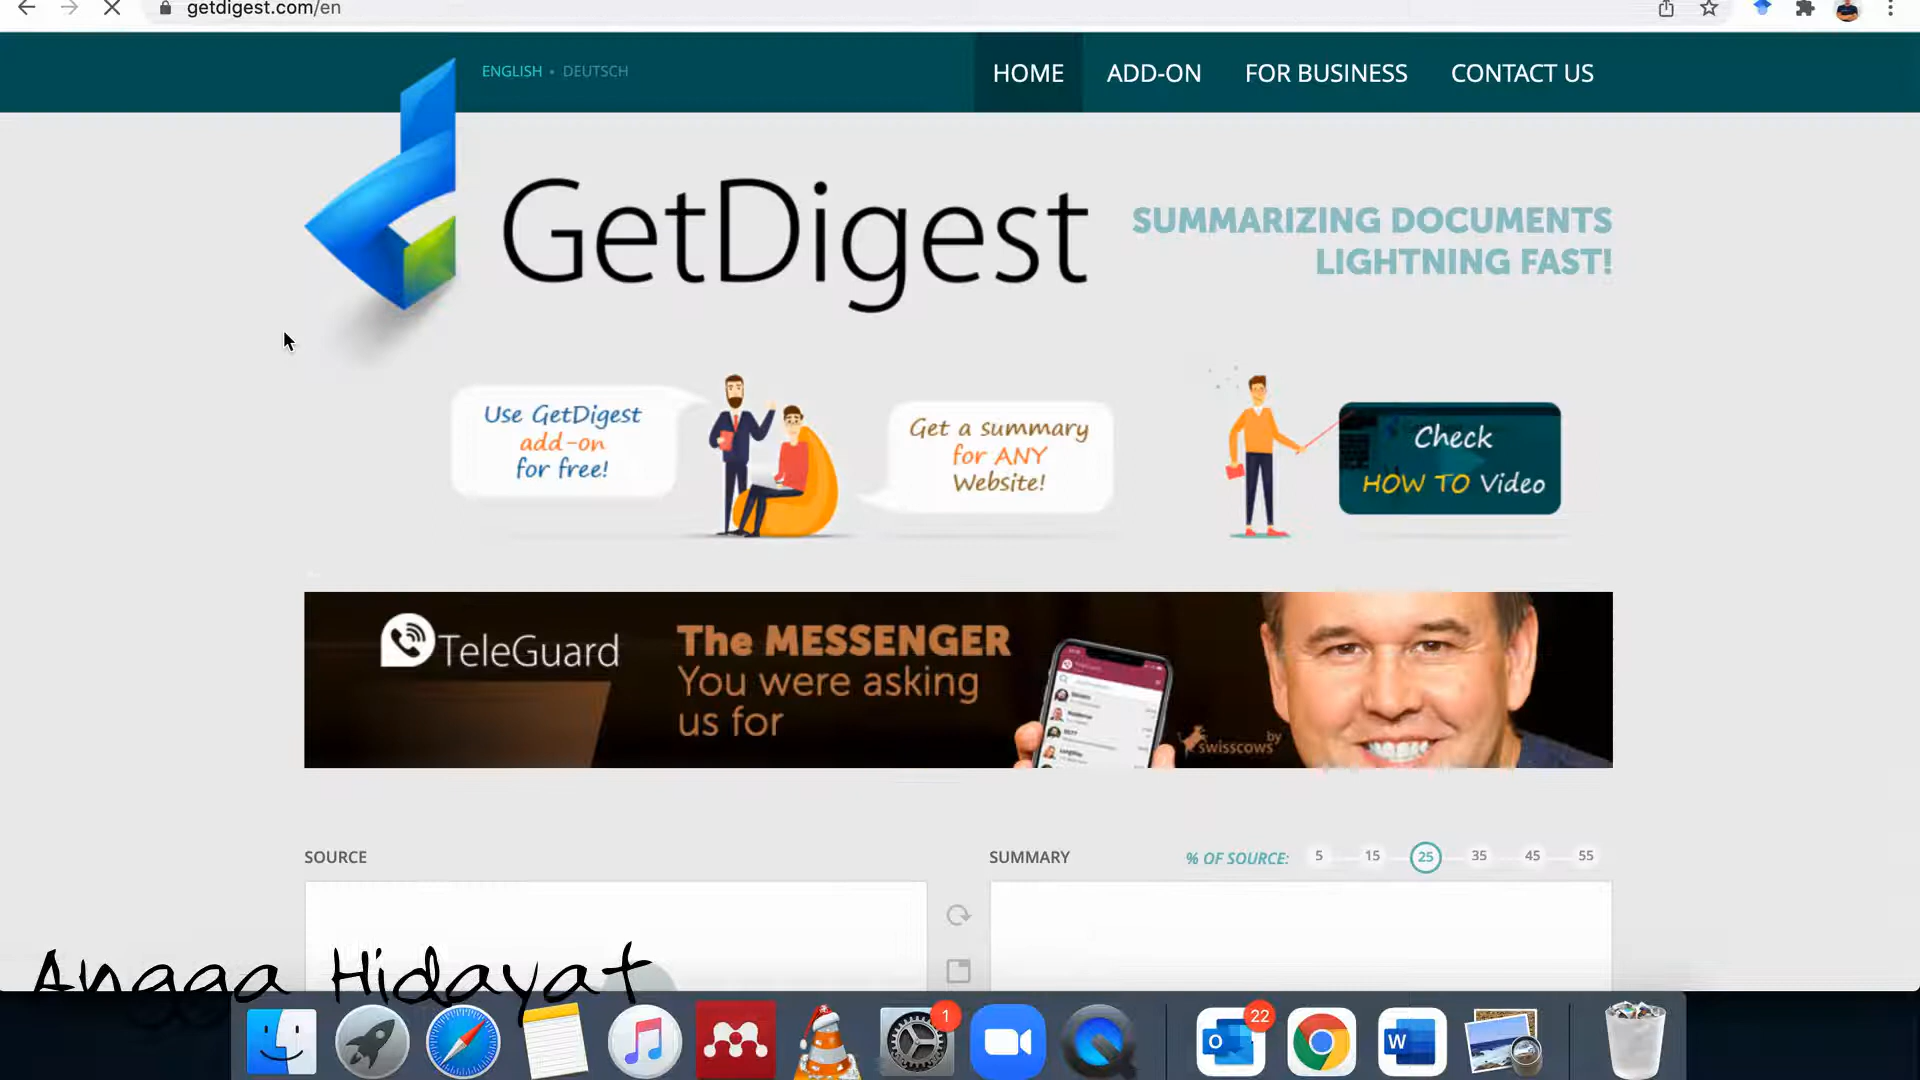 getdigest.com/en
ENGLISH • DEUTSCH
HOME
ADD-ON
FOR BUSINESS
CONTACT US
GetDigest
SUMMARIZING DOCUMENTS
LIGHTNING FAST!
Use GetDigest
add-on
for free!
Get a summary
for ANY
Website!
Check
HOW TO Video
TeleGuard
The MESSENGER
You were asking
us for
by
swisscows
SOURCE
SUMMARY
% OF SOURCE:
5
15
25
35
45
55
Angga Hidayat
1
22
O
W